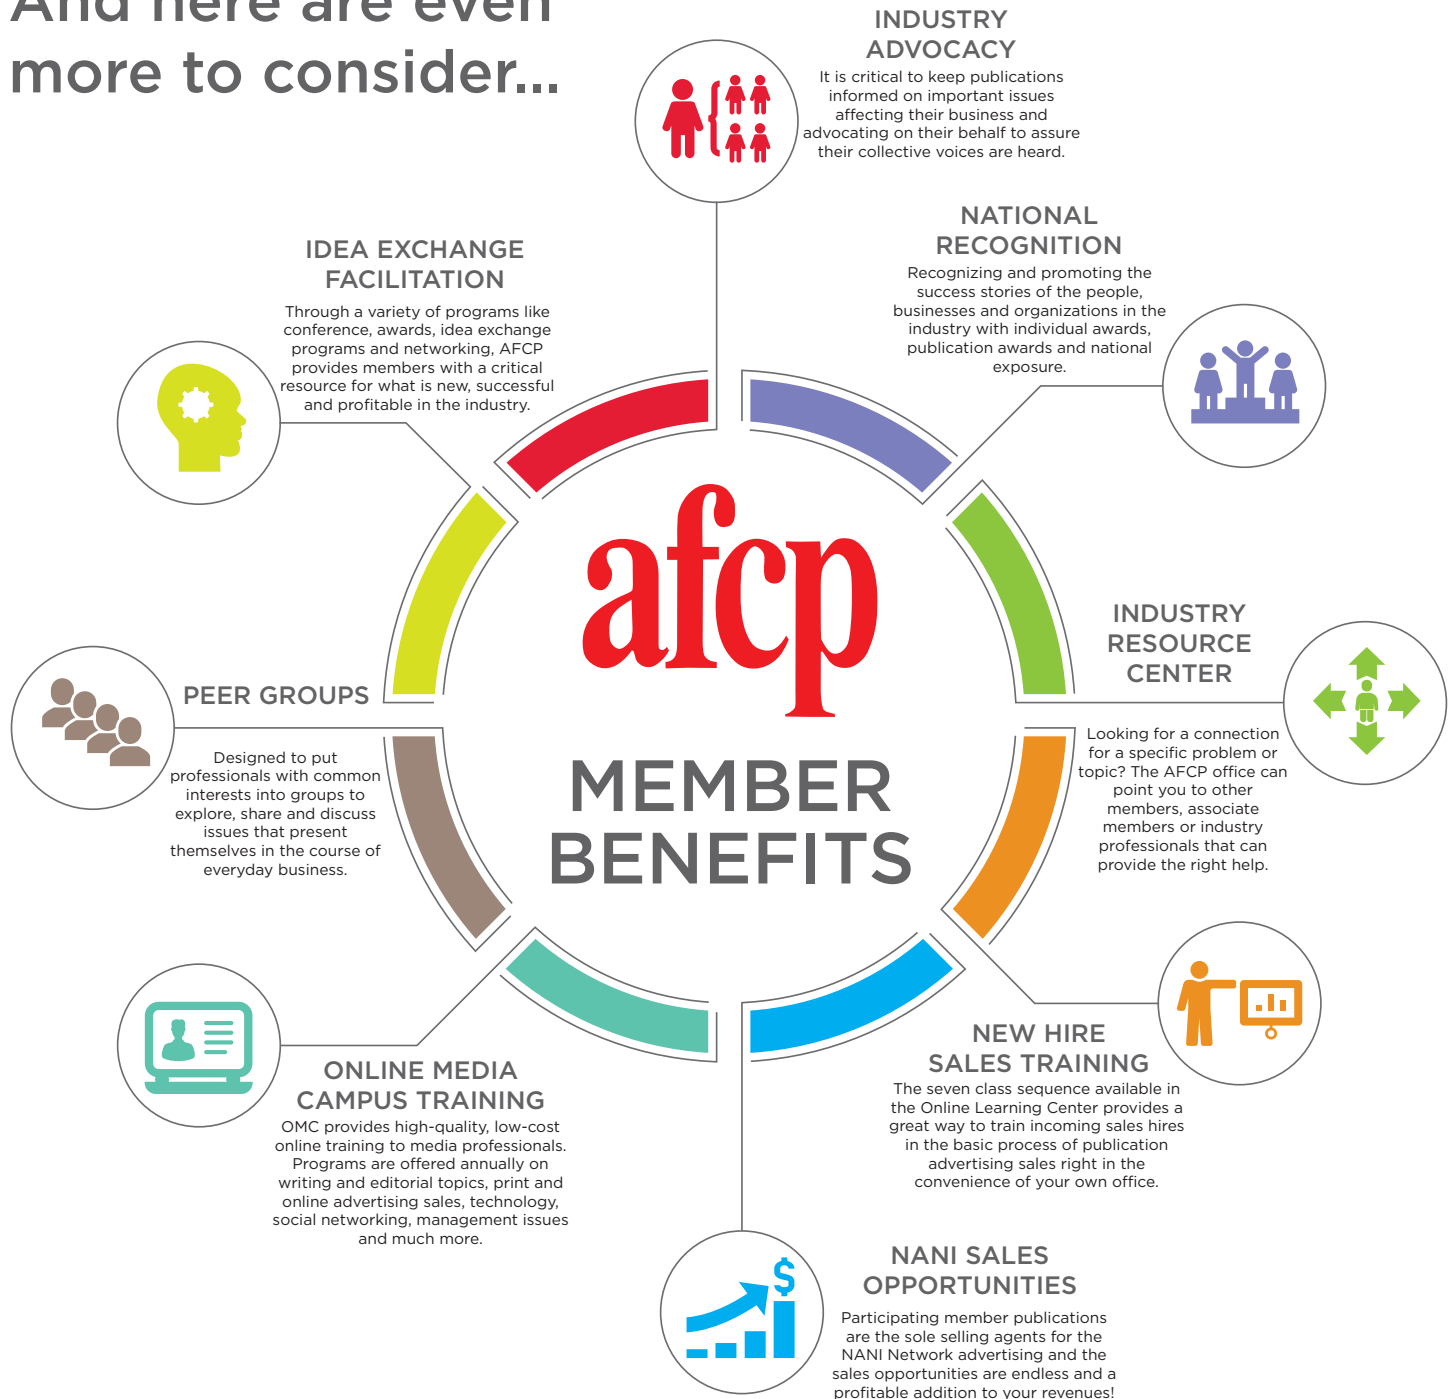 And here are even
more to consider...
INDUSTRY
ADVOCACY
It is critical to keep publications
informed on important issues
affecting their business and
advocating on their behalf to assure
their collective voices are heard.
NATIONAL
RECOGNITION
Recognizing and promoting the
success stories of the people,
businesses and organizations in the
industry with individual awards,
publication awards and national
exposure.
IDEA EXCHANGE
FACILITATION
Through a variety of programs like
conference, awards, idea exchange
programs and networking, AFCP
provides members with a critical
resource for what is new, successful
and profitable in the industry.
afcp
MEMBER
BENEFITS
INDUSTRY
RESOURCE
CENTER
Looking for a connection
for a specific problem or
topic? The AFCP office can
point you to other
members, associate
members or industry
professionals that can
provide the right help.
PEER GROUPS
Designed to put
professionals with common
interests into groups to
explore, share and discuss
issues that present
themselves in the course of
everyday business.
NEW HIRE
SALES TRAINING
The seven class sequence available in
the Online Learning Center provides a
great way to train incoming sales hires
in the basic process of publication
advertising sales right in the
convenience of your own office.
ONLINE MEDIA
CAMPUS TRAINING
OMC provides high-quality, low-cost
online training to media professionals.
Programs are offered annually on
writing and editorial topics, print and
online advertising sales, technology,
social networking, management issues
and much more.
$
NANI SALES
OPPORTUNITIES
Participating member publications
are the sole selling agents for the
NANI Network advertising and the
sales opportunities are endless and a
profitable addition to your revenues!